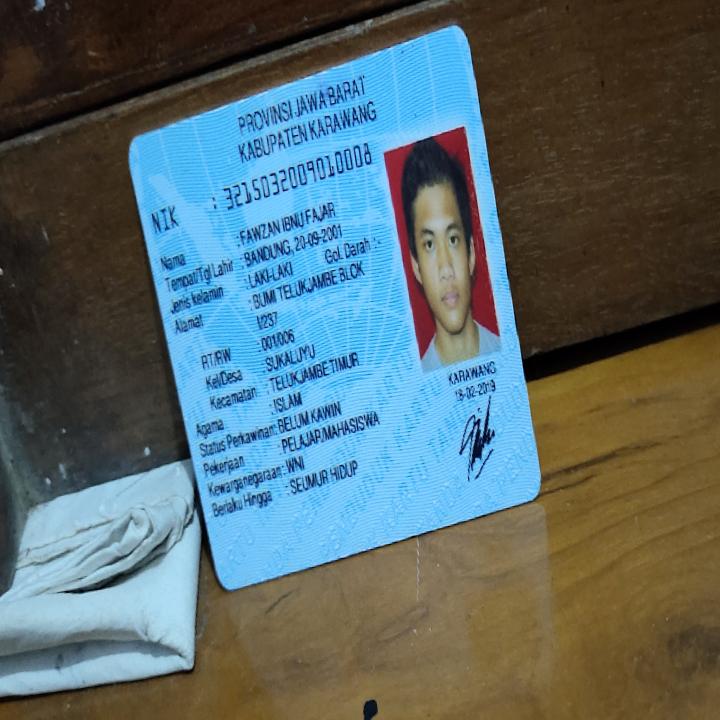 PROVINSI JAWA BARAT
KABUPATEN KARAWANG
NIK : 3215032009010008
Nama : FAWZAN IBNU FAJAR
Tempat/Tgl Lahir : BANDUNG, 20-09-2001
Jenis kelamin : LAKI-LAKI Gol. Darah : -
Alamat : BUMI TELUKJAMBE BLOK
I/237
RT/RW : 001/006
Kel/Desa : SUKALUYU
Kecamatan : TELUKJAMBE TIMUR
Agama : ISLAM
Status Perkawinan: BELUM KAWIN
Pekerjaan : PELAJAR/MAHASISWA
Kewarganegaraan: WNI
Berlaku Hingga : SEUMUR HIDUP
KARAWANG
18-02-2019